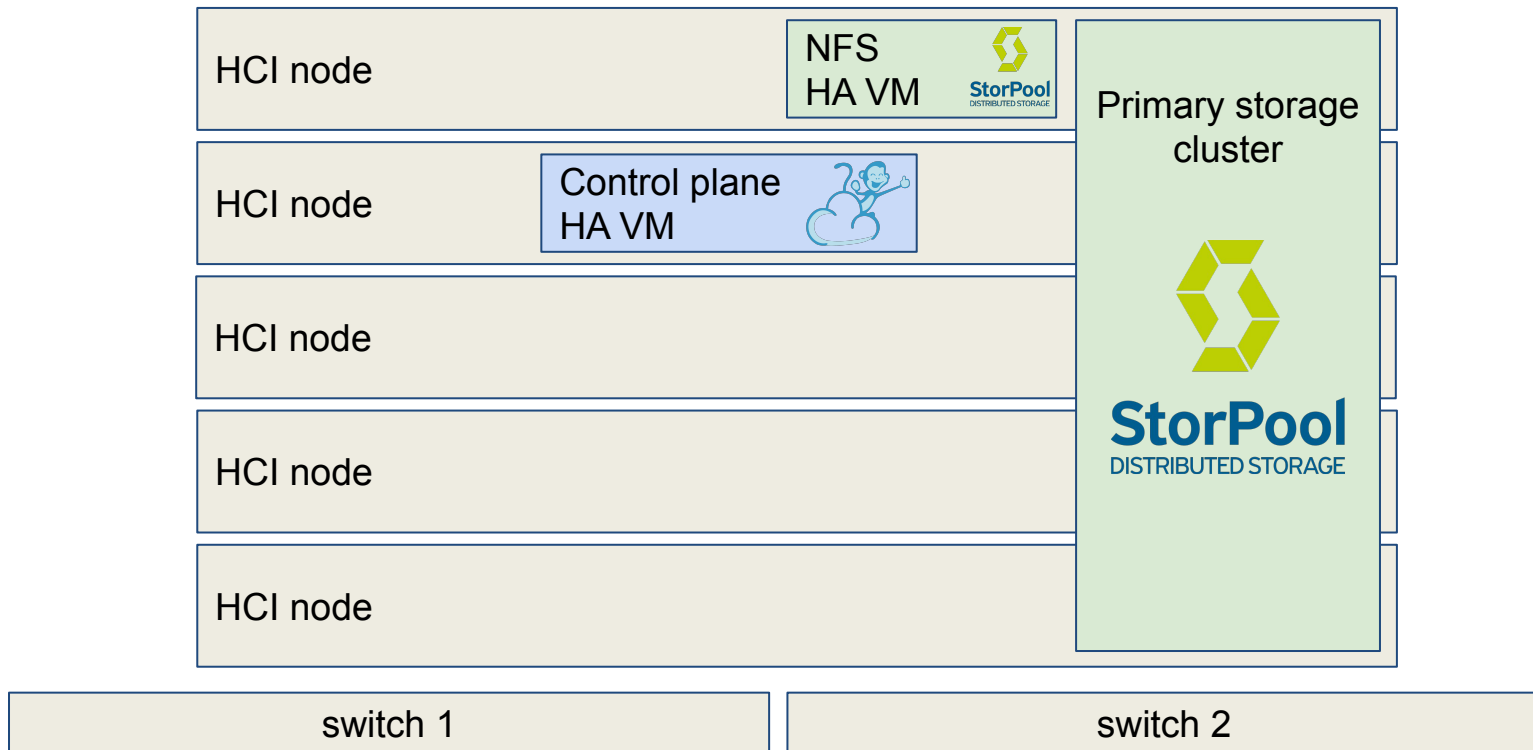 HCI node
NFS
HA VM
StorPool
DISTRIBUTED STORAGE
Primary storage
cluster
HCI node
Control plane
HA VM
HCI node
StorPool
DISTRIBUTED STORAGE
HCI node
HCI node
switch 1
switch 2